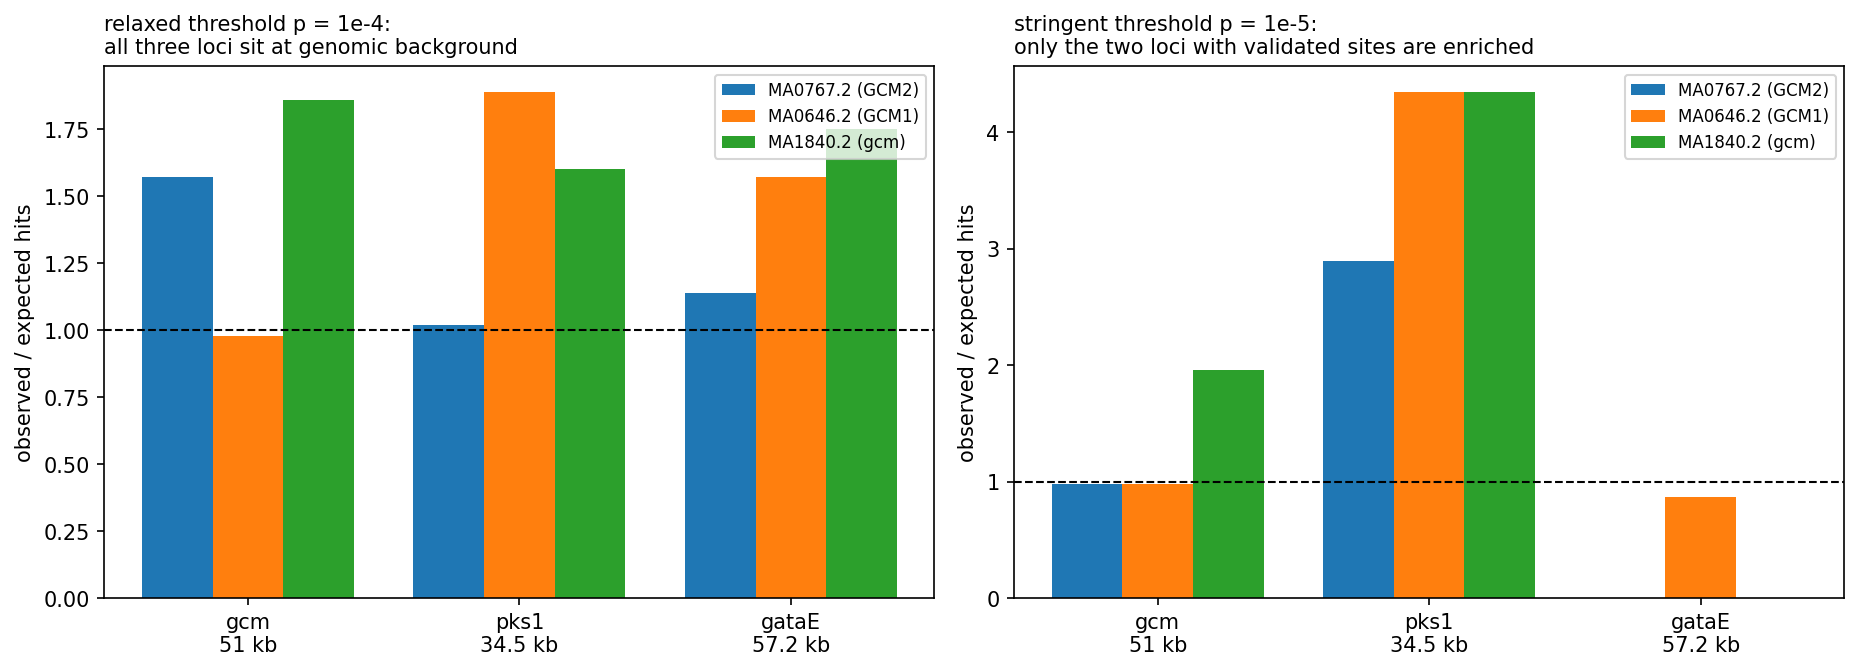 relaxed threshold p = 1e-4:
all three loci sit at genomic background
observed / expected hits
1.75
1.50
1.25
1.00
0.75
0.50
0.25
0.00
MA0767.2 (GCM2)
MA0646.2 (GCM1)
MA1840.2 (gcm)
gcm
51 kb
pks1
34.5 kb
gataE
57.2 kb
stringent threshold p = 1e-5:
only the two loci with validated sites are enriched
observed / expected hits
4
3
2
1
0
MA0767.2 (GCM2)
MA0646.2 (GCM1)
MA1840.2 (gcm)
gcm
51 kb
pks1
34.5 kb
gataE
57.2 kb